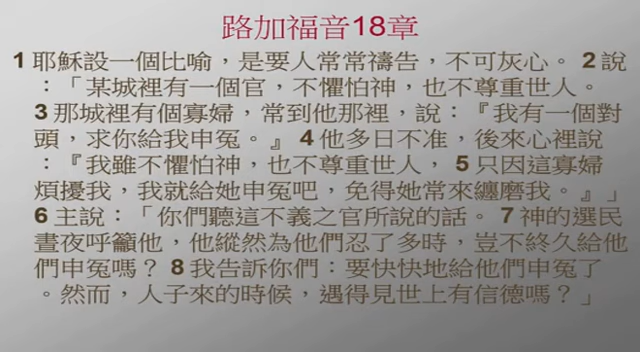 路加福音18章
1 耶穌設一個比喻，是要人常常禱告，不可灰心。 2 說
：「某城裡有一個官，不懼怕神，也不尊重世人。
3 那城裡有個寡婦，常到他那裡，說：『我有一個對
頭，求你給我申冤。』 4 他多日不准，後來心裡說
：『我雖不懼怕神，也不尊重世人， 5 只因這寡婦
煩擾我，我就給她申冤吧，免得她常來纏磨我。』」
6 主說：「你們聽這不義之官所說的話。 7 神的選民
晝夜呼籲他，他縱然為他們忍了多時，豈不終久給他
們申冤嗎？ 8 我告訴你們：要快快地給他們申冤了
。然而，人子來的時候，遇得見世上有信德嗎？」